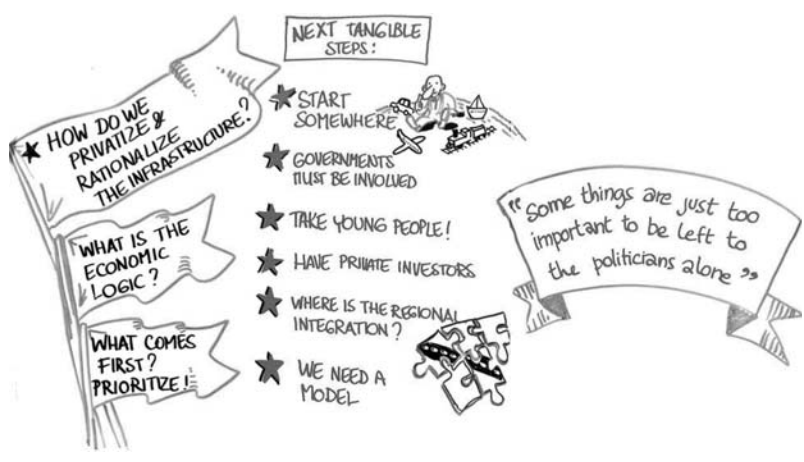 HOW DO WE
PRIVATIZE &
RATIONALIZE
THE INFRASTRUCTURE?
WHAT IS THE
ECONOMIC
LOGIC?
WHAT COMES
FIRST?
PRIORITIZE!
NEXT TANGIBLE
STEPS:
START
SOMEWHERE
GOVERNMENTS
MUST BE INVOLVED
TAKE YOUNG PEOPLE!
HAVE PRIVATE INVESTORS
WHERE IS THE REGIONAL
INTEGRATION?
WE NEED A
MODEL
"Some things are just too
important to be left to
the politicians alone"